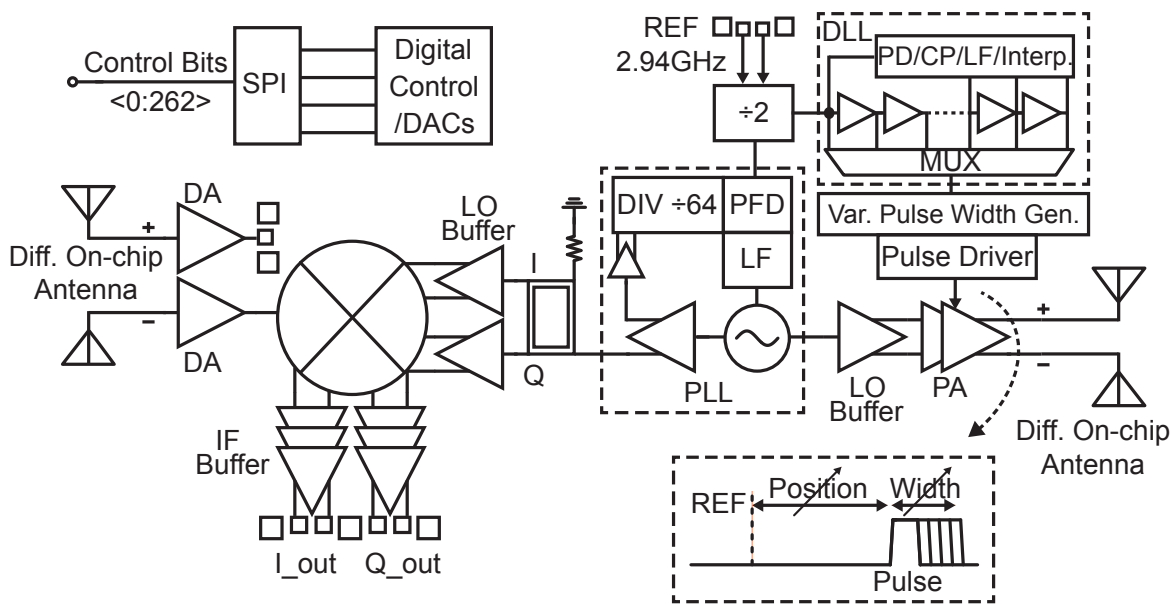 Control Bits
<0:262>
SPI
Digital
Control
/DACs
REF
2.94GHz
÷2
DLL
PD/CP/LF/Interp.
MUX
Var. Pulse Width Gen.
Pulse Driver
DA
+
Diff. On-chip
Antenna
−
DA
LO
Buffer
I
Q
DIV ÷64
PFD
LF
PLL
LO
Buffer
PA
+
−
Diff. On-chip
Antenna
IF
Buffer
I_out
Q_out
REF
Position
Width
Pulse